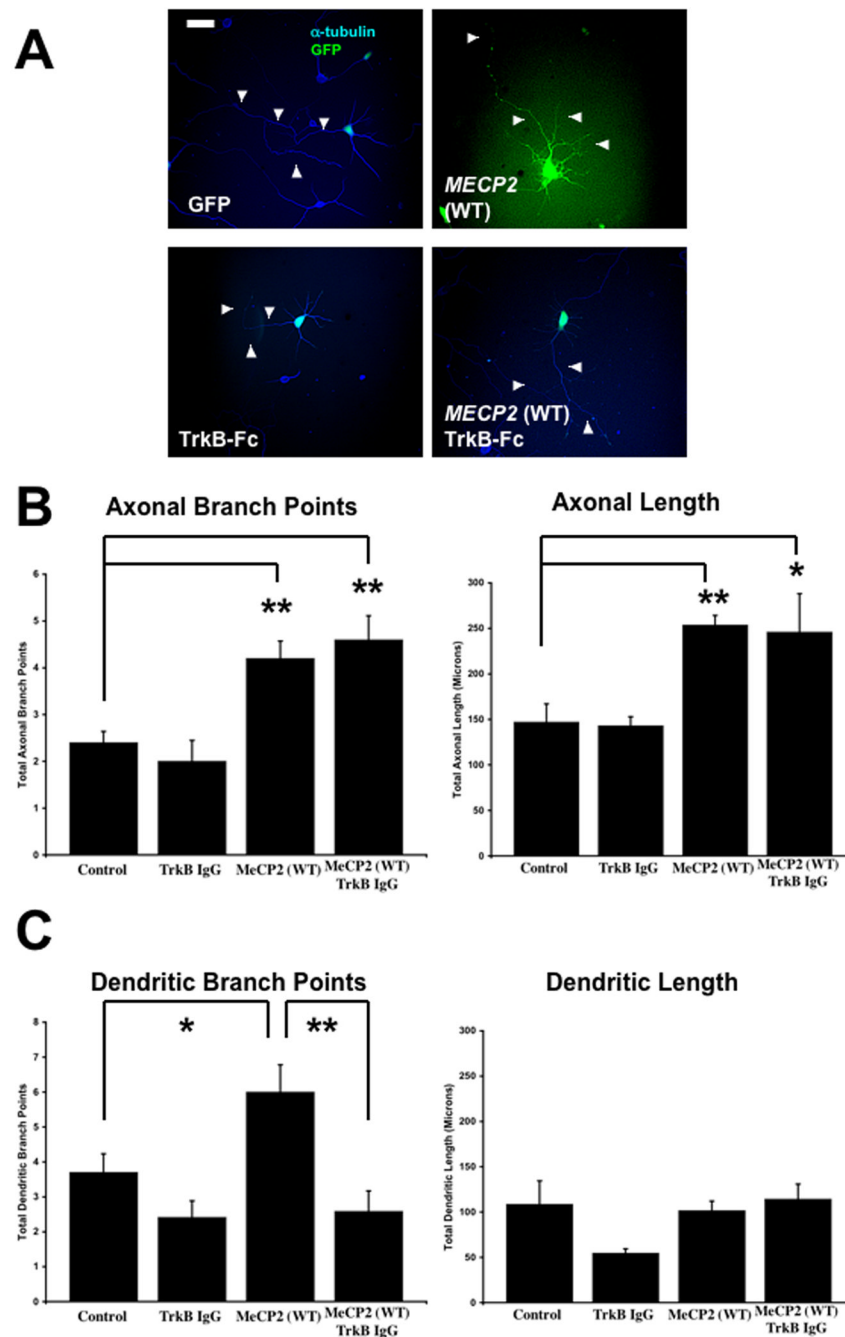 A
α-tubulin
GFP
GFP
MECP2
(WT)
TrkB-Fc
MECP2 (WT)
TrkB-Fc
B
Axonal Branch Points
Total Axonal Branch Points
6
5
4
3
2
1
0
** **
Control TrkB IgG MeCP2 (WT) MeCP2 (WT)
TrkB IgG
Axonal Length
Total Axonal Length (Microns)
300
250
200
150
100
50
0
** *
Control TrkB IgG MeCP2 (WT) MeCP2 (WT)
TrkB IgG
C
Dendritic Branch Points
Total Dendritic Branch Points
8
7
6
5
4
3
2
1
0
* **
Control TrkB IgG MeCP2 (WT) MeCP2 (WT)
TrkB IgG
Dendritic Length
Total Dendritic Length (Microns)
300
250
200
150
100
50
0
Control TrkB IgG MeCP2 (WT) MeCP2 (WT)
TrkB IgG